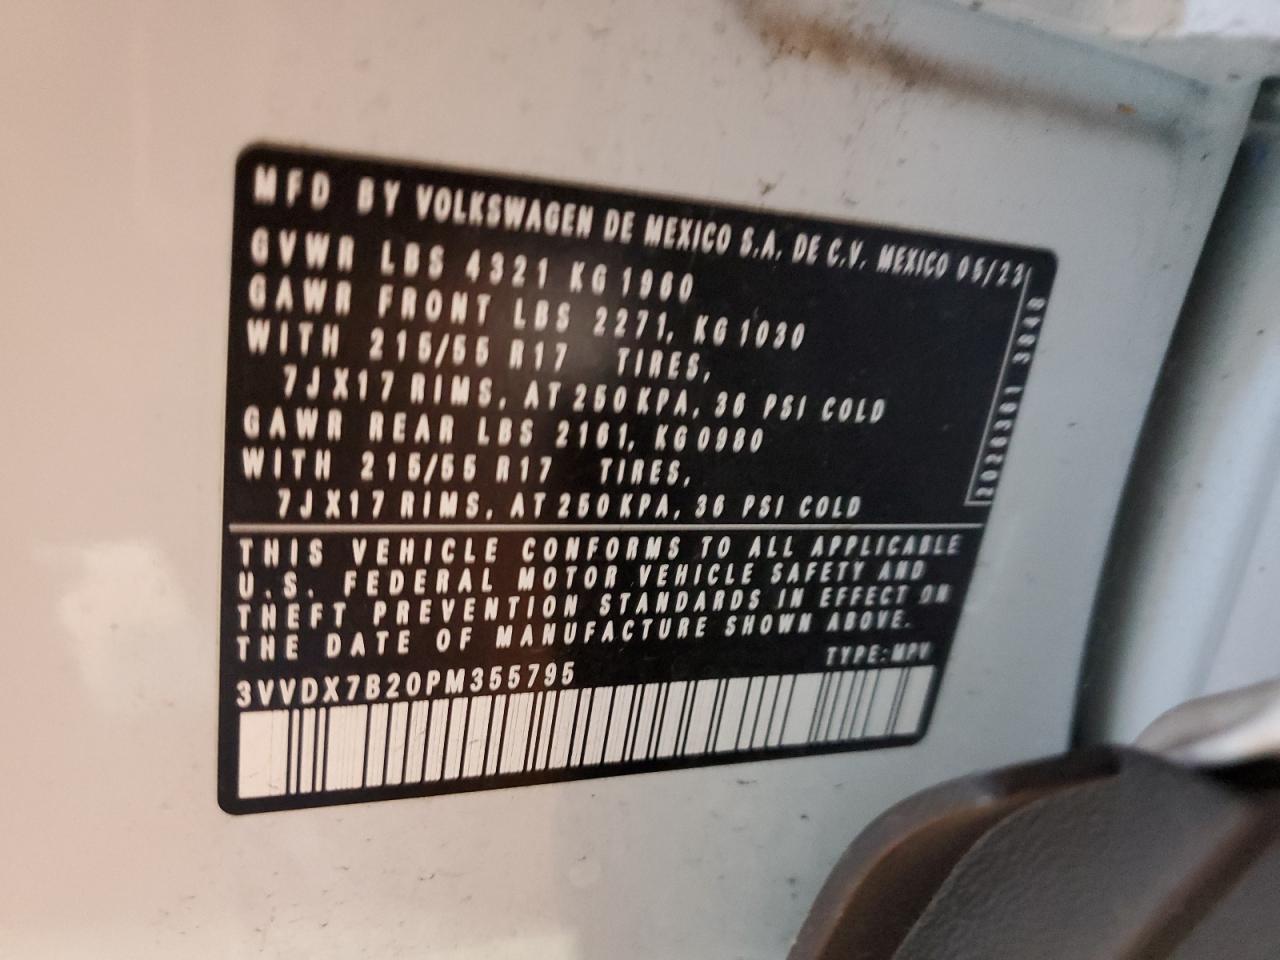 MFD BY VOLKSWAGEN DE MEXICO S.A. DE C.V. MEXICO 05/23
GVWR LBS 4321 KG 1960
GAWR FRONT LBS 2271, KG 1030
WITH 215/55 R17 TIRES,
7JX17 RIMS, AT 250 KPA, 36 PSI COLD
GAWR REAR LBS 2161, KG 0980
WITH 215/55 R17 TIRES,
7JX17 RIMS, AT 250 KPA, 36 PSI COLD
THIS VEHICLE CONFORMS TO ALL APPLICABLE
U.S. FEDERAL MOTOR VEHICLE SAFETY AND
THEFT PREVENTION STANDARDS IN EFFECT ON
THE DATE OF MANUFACTURE SHOWN ABOVE.
TYPE: MPV
3VVDX7B20PM355795